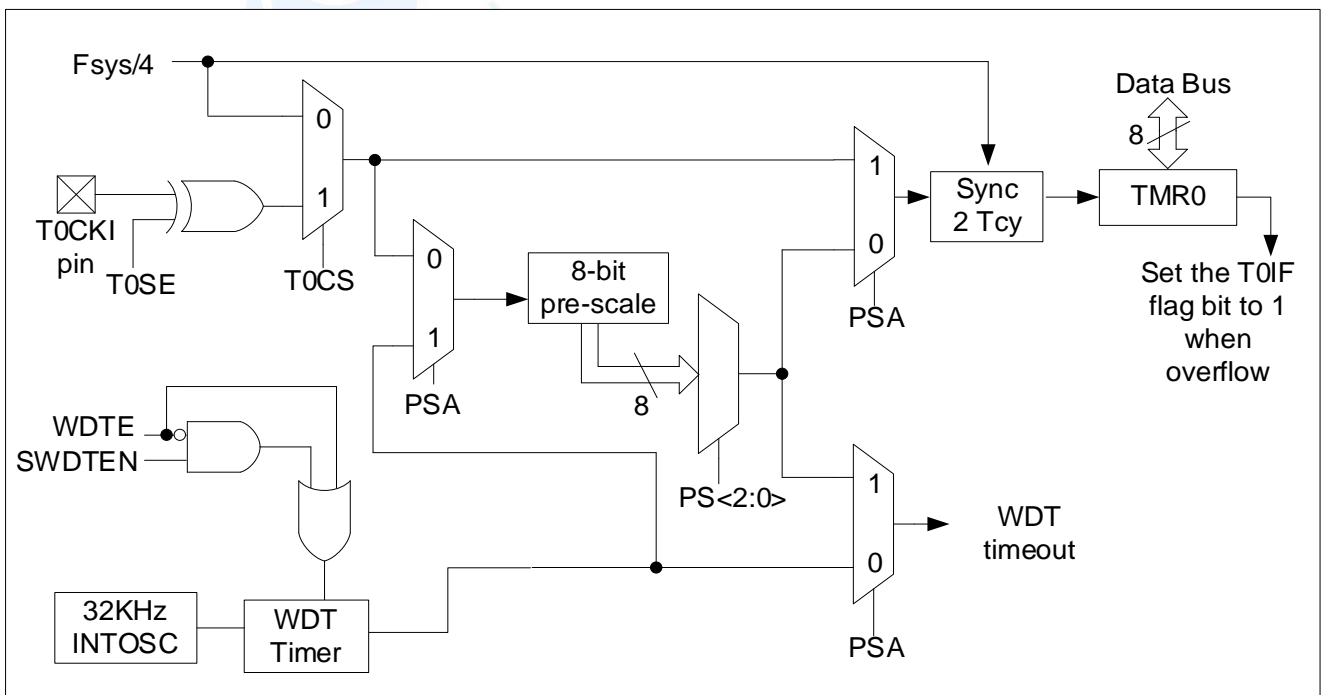 Fsys/4
0
1
T0CKI
pin
T0SE
T0CS
0
1
PSA
8-bit
pre-scale
8
PS<2:0>
1
0
PSA
Sync
2 Tcy
Data Bus
8
TMR0
Set the T0IF
flag bit to 1
when
overflow
WDTE
SWDTEN
32KHz
INTOSC
WDT
Timer
1
0
PSA
WDT
timeout